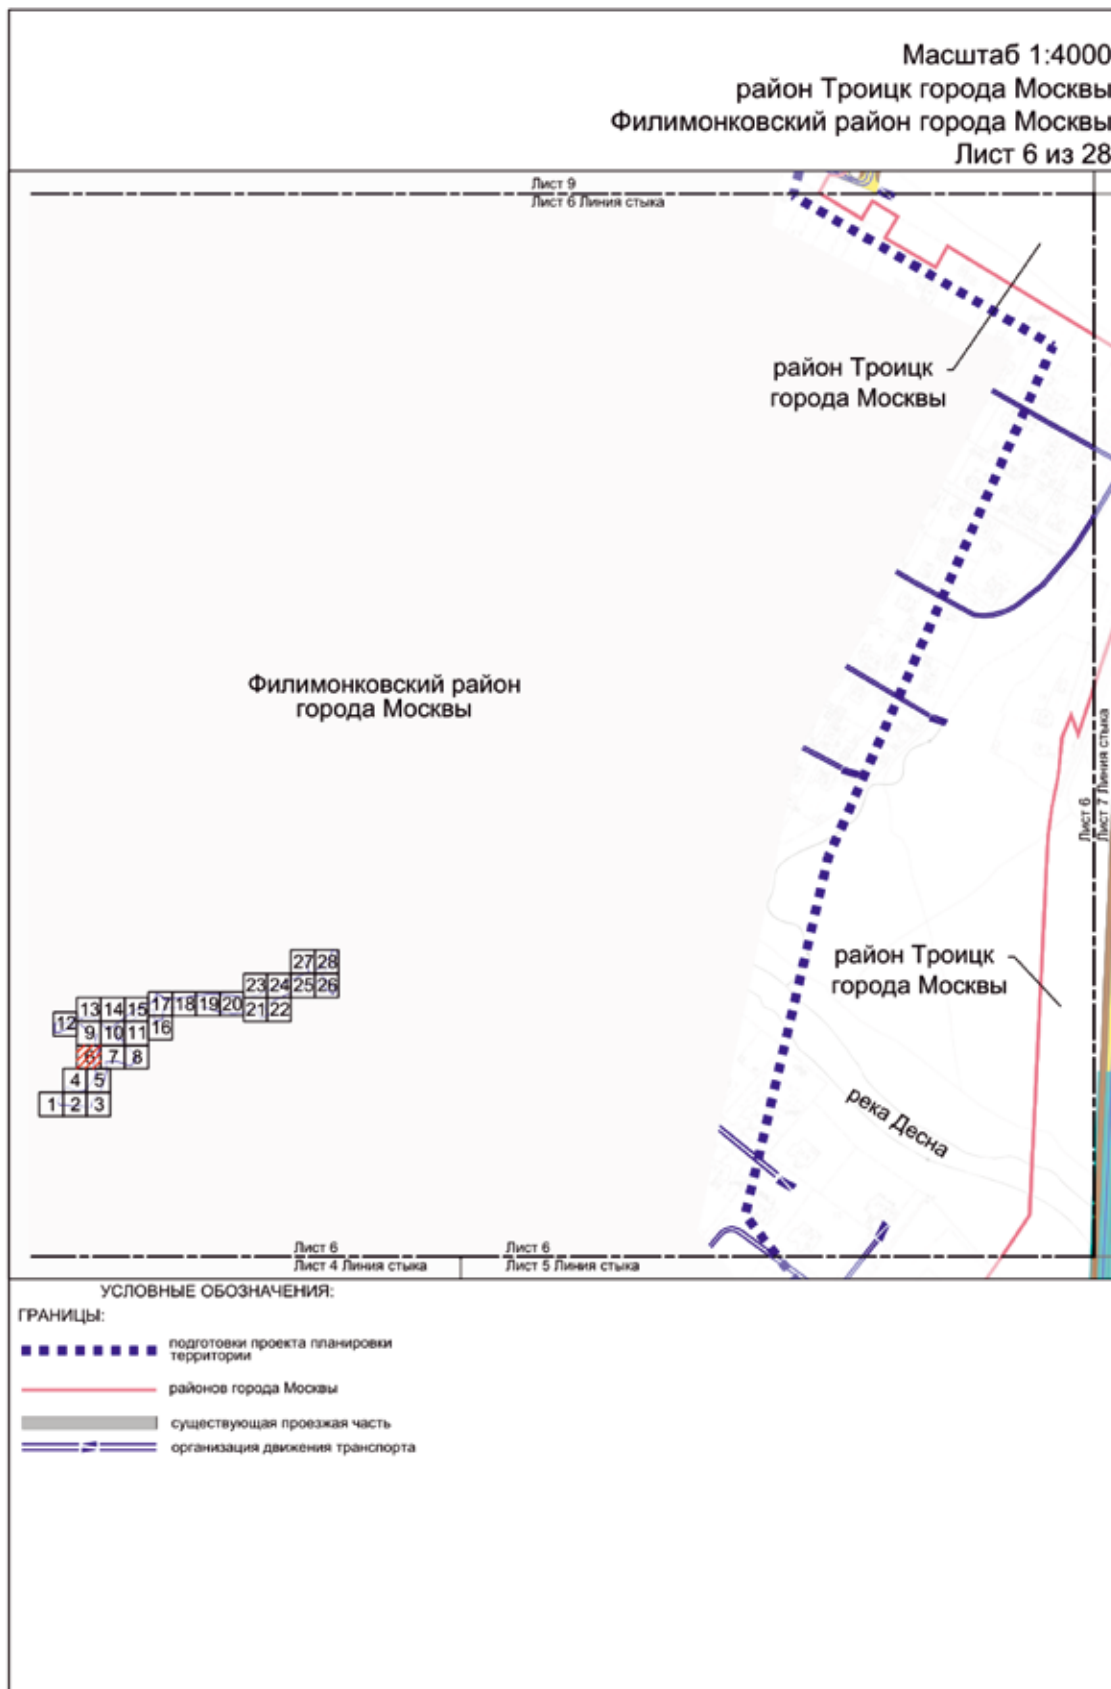 Масштаб 1:4000
район Троицк города Москвы
Филимонковский район города Москвы
Лист 6 из 28
Лист 9
Лист 6 Линия стыка
район Троицк
города Москвы
Филимонковский район
города Москвы
Лист 6
Лист 7 Линия стыка
район Троицк
города Москвы
река Десна
27 28
23 24 25 26
13 14 15 17 18 19 20 21 22
12 9 10 11 16
6 7 8
4 5
1 2 3
Лист 6
Лист 4 Линия стыка
Лист 6
Лист 5 Линия стыка
УСЛОВНЫЕ ОБОЗНАЧЕНИЯ:
ГРАНИЦЫ:
подготовки проекта планировки
территории
районов города Москвы
существующая проезжая часть
организация движения транспорта